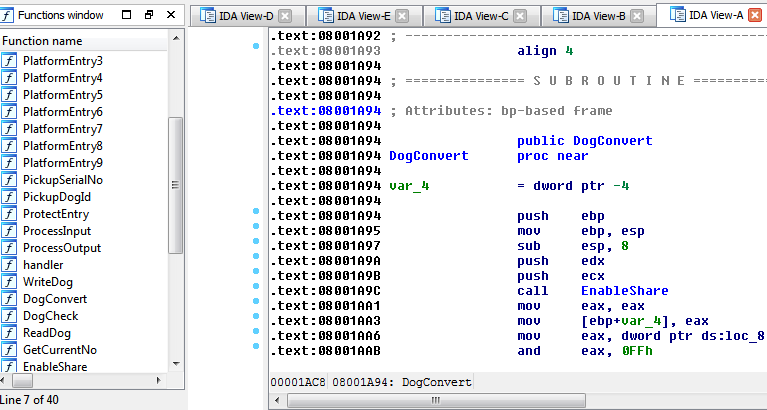 Functions window
IDA View-D
IDA View-E
IDA View-C
IDA View-B
IDA View-A
Function name
PlatformEntry3
PlatformEntry4
PlatformEntry5
PlatformEntry6
PlatformEntry7
PlatformEntry8
PlatformEntry9
PickupSerialNo
PickupDogId
ProtectEntry
ProcessInput
ProcessOutput
handler
WriteDog
DogConvert
DogCheck
ReadDog
GetCurrentNo
EnableShare
Line 7 of 40
.text:08001A92 ; ---------------------------------------------
.text:08001A93 align 4
.text:08001A94
.text:08001A94 ; =============== S U B R O U T I N E ==========
.text:08001A94
.text:08001A94 ; Attributes: bp-based frame
.text:08001A94
.text:08001A94 public DogConvert
.text:08001A94 DogConvert proc near
.text:08001A94
.text:08001A94 var_4 = dword ptr -4
.text:08001A94
.text:08001A94 push ebp
.text:08001A95 mov ebp, esp
.text:08001A97 sub esp, 8
.text:08001A9A push edx
.text:08001A9B push ecx
.text:08001A9C call EnableShare
.text:08001AA1 mov eax, eax
.text:08001AA3 mov [ebp+var_4], eax
.text:08001AA6 mov eax, dword ptr ds:loc_8
.text:08001AAB and eax, 0FFh
00001AC8 08001A94: DogConvert